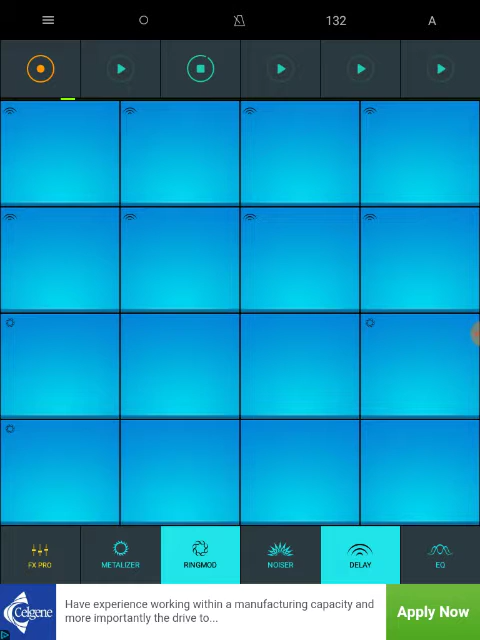 132
A
FX PRO
METALIZER
RINGMOD
NOISER
DELAY
EQ
Celgene
Have experience working within a manufacturing capacity and
more importantly the drive to...
Apply Now